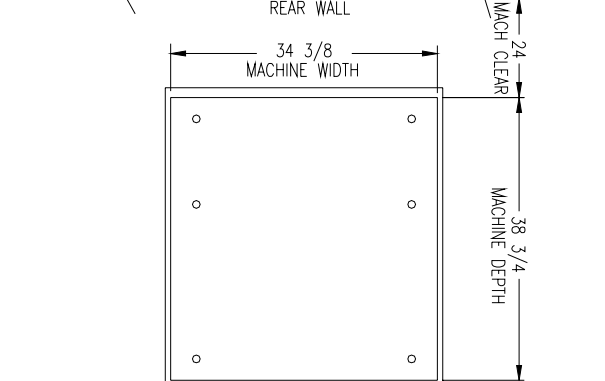 REAR WALL
34 3/8
MACHINE WIDTH
24
MACH CLEAR
38 3/4
MACHINE DEPTH